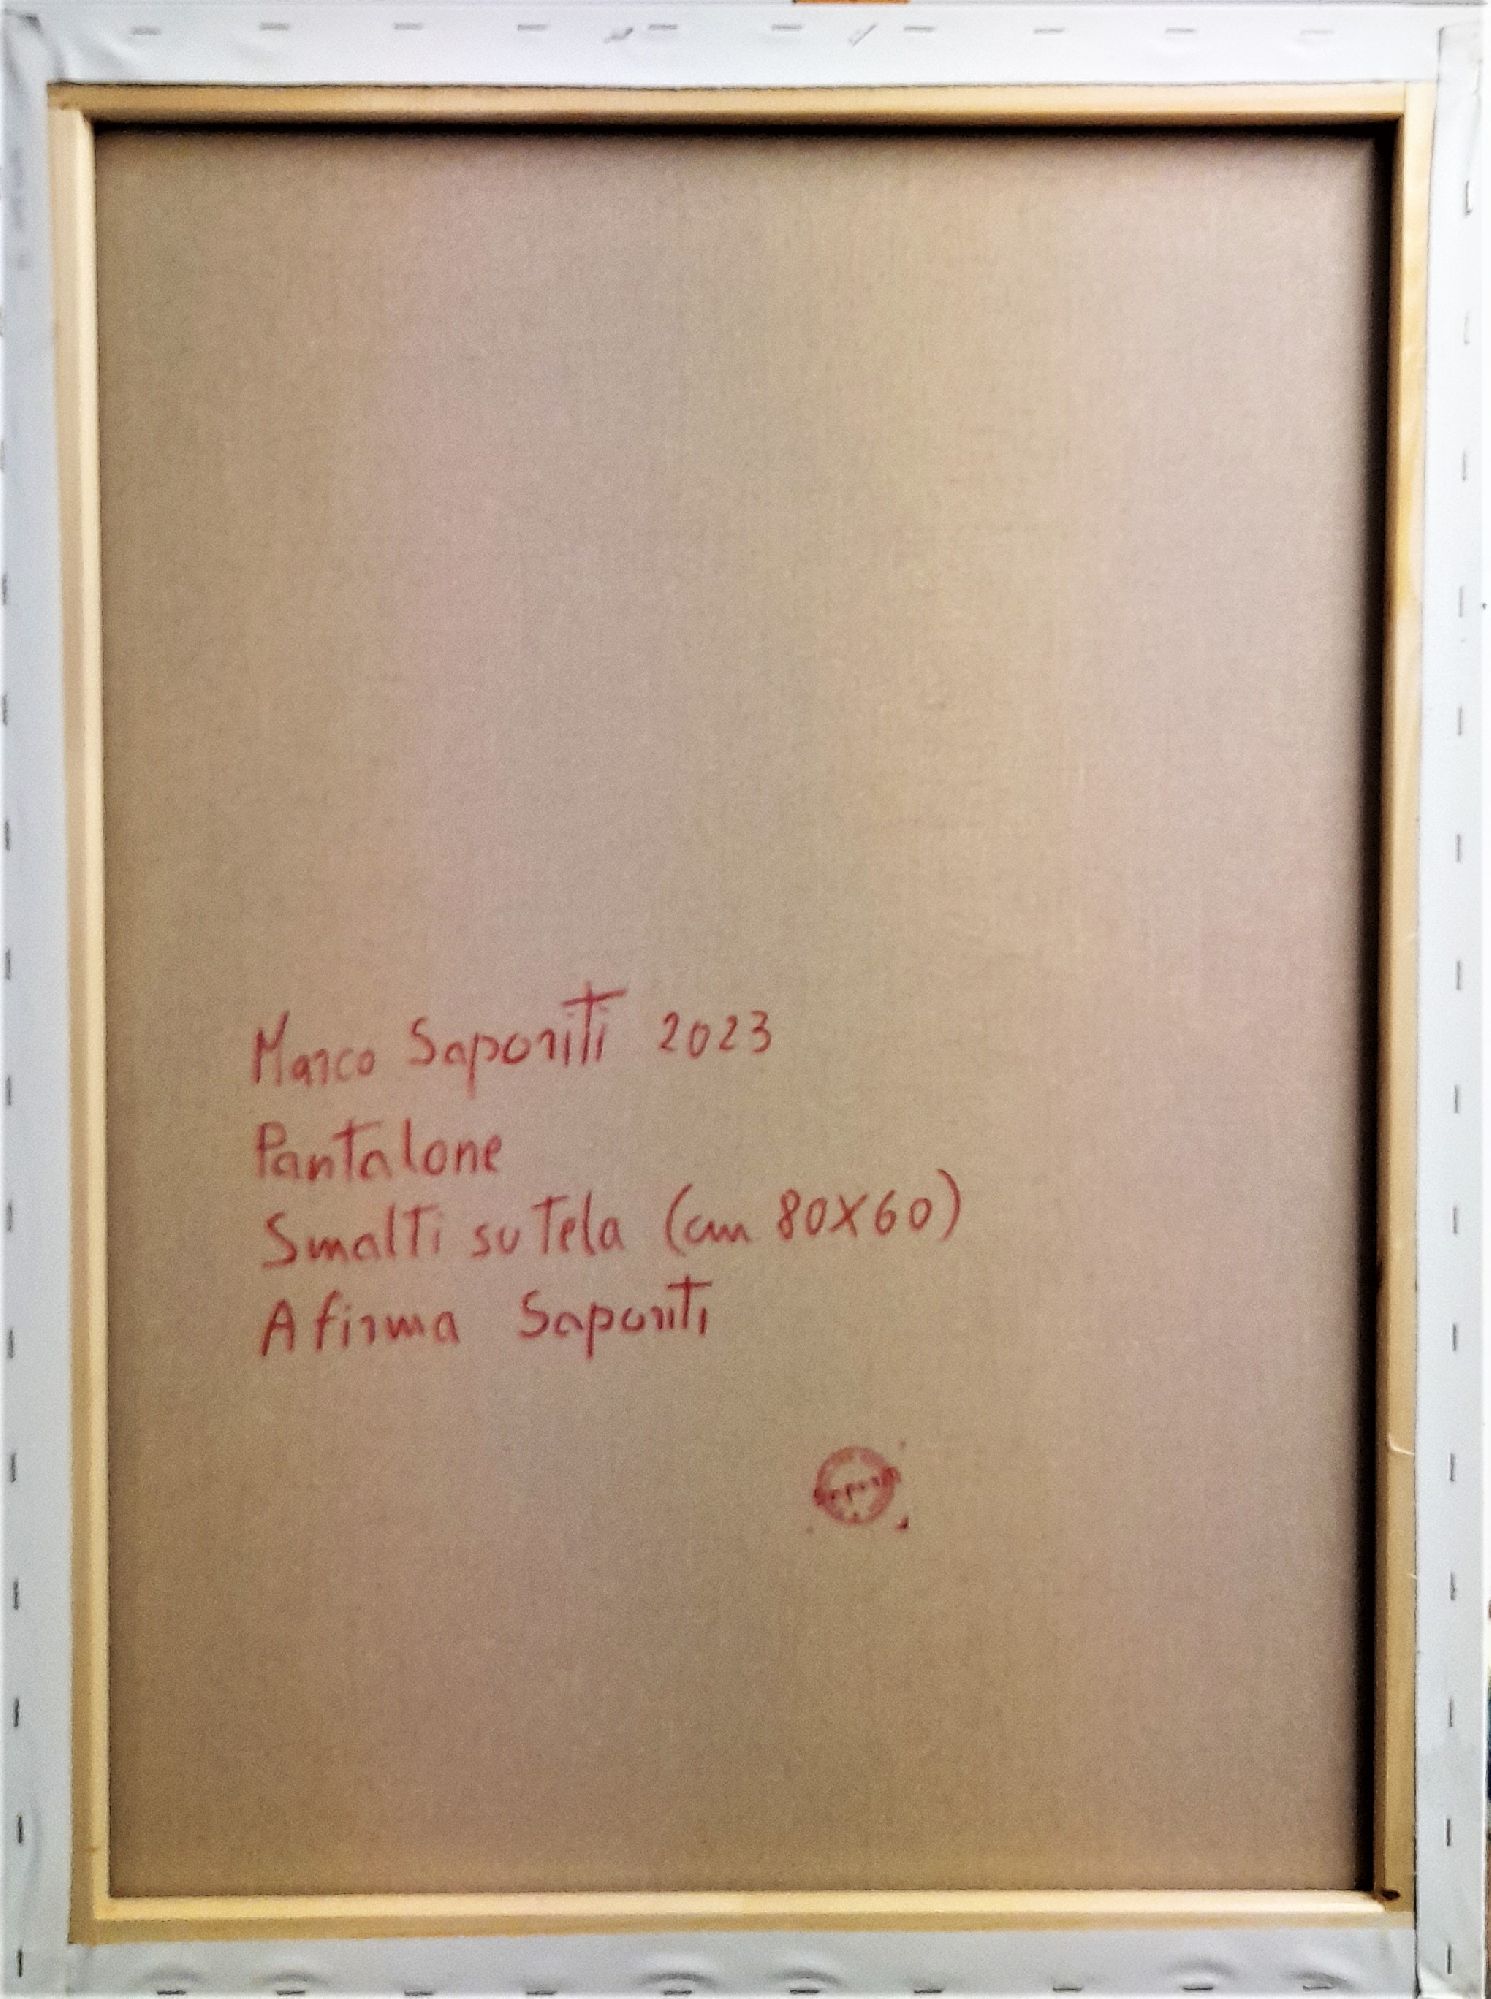 Marco Saporiti 2023
Pantalone
Smalti su Tela (cm 80X60)
A firma Saporiti